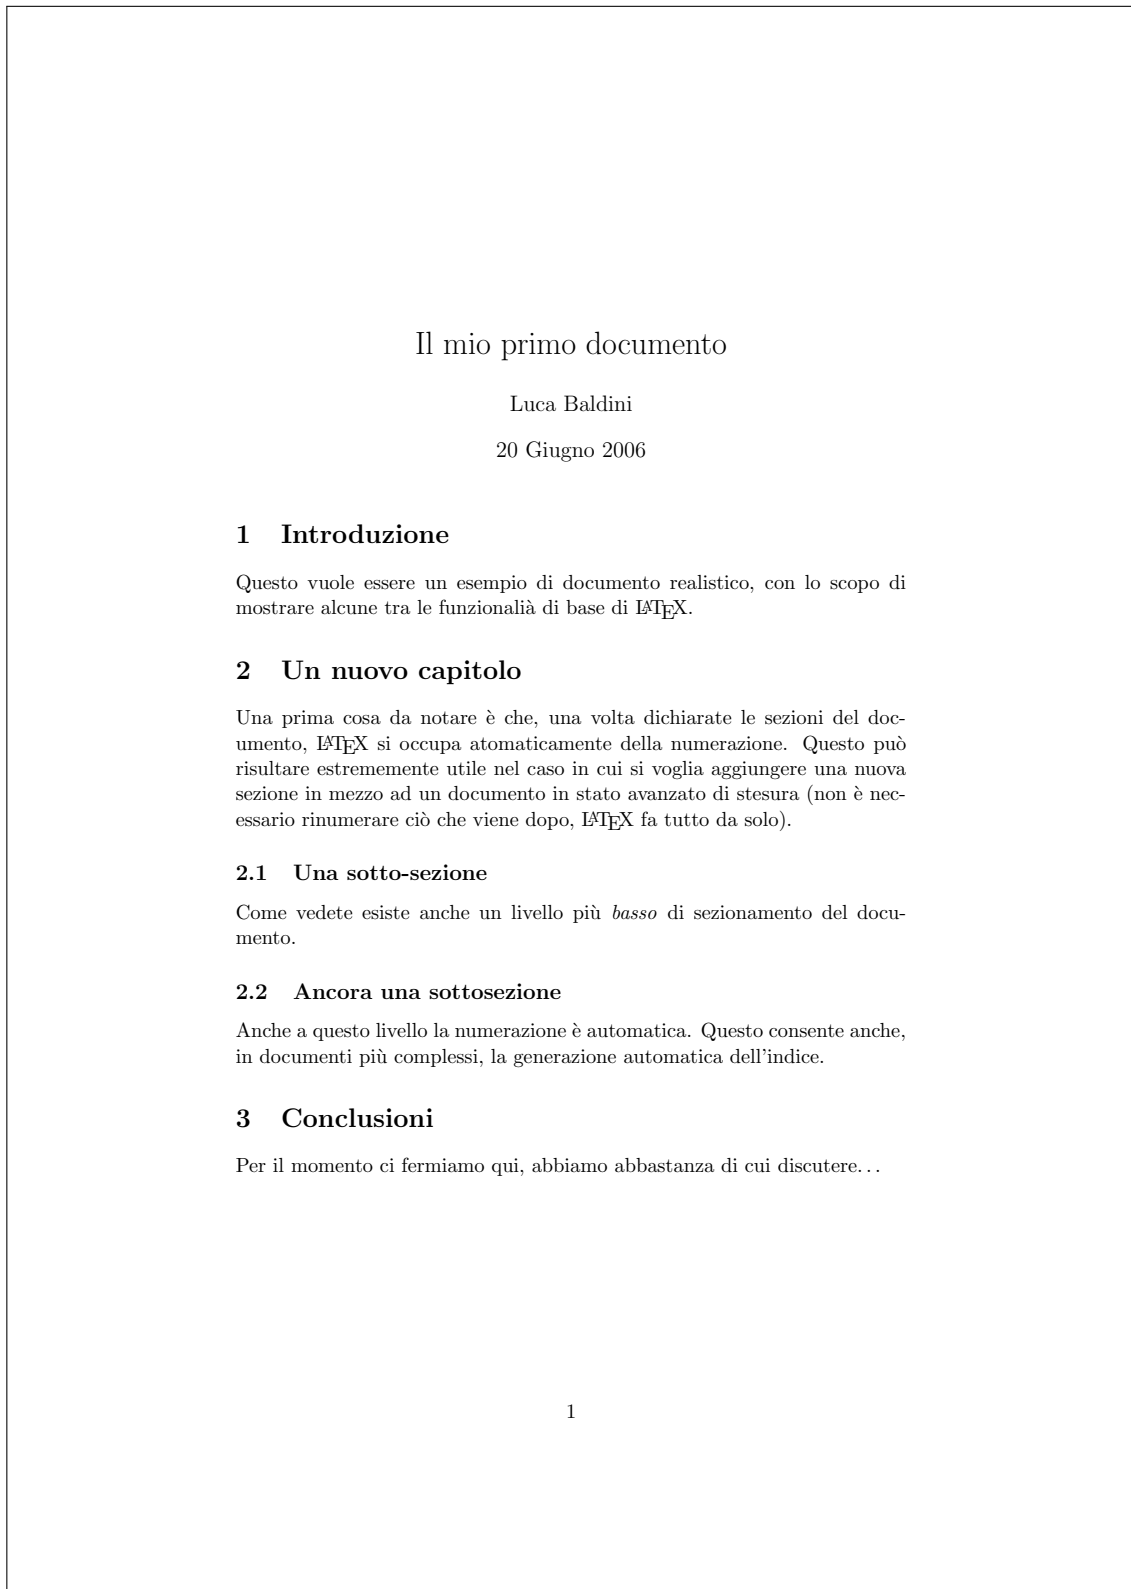 Il mio primo documento
Luca Baldini
20 Giugno 2006
1 Introduzione
Questo vuole essere un esempio di documento realistico, con lo scopo di
mostrare alcune tra le funzionalià di base di LATEX.
2 Un nuovo capitolo
Una prima cosa da notare è che, una volta dichiarate le sezioni del doc-
umento, LATEX si occupa atomaticamente della numerazione. Questo può
risultare estrememente utile nel caso in cui si voglia aggiungere una nuova
sezione in mezzo ad un documento in stato avanzato di stesura (non è nec-
essario rinumerare ciò che viene dopo, LATEX fa tutto da solo).
2.1 Una sotto-sezione
Come vedete esiste anche un livello più basso di sezionamento del docu-
mento.
2.2 Ancora una sottosezione
Anche a questo livello la numerazione è automatica. Questo consente anche,
in documenti più complessi, la generazione automatica dell'indice.
3 Conclusioni
Per il momento ci fermiamo qui, abbiamo abbastanza di cui discutere...
1